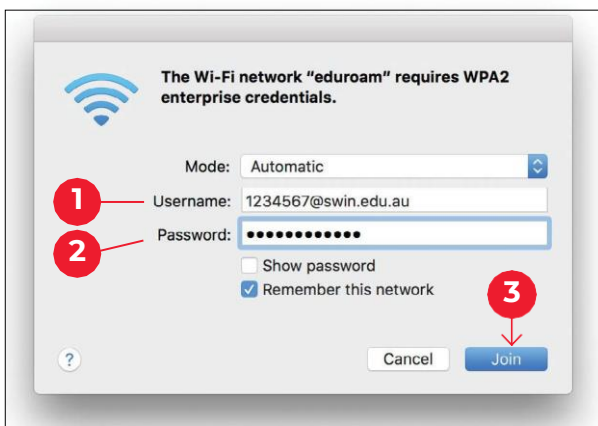 The Wi-Fi network “eduroam” requires WPA2
enterprise credentials.
Mode: Automatic
1 Username: 1234567@swin.edu.au
2 Password: ••••••••••••
Show password
Remember this network
3
? Cancel Join